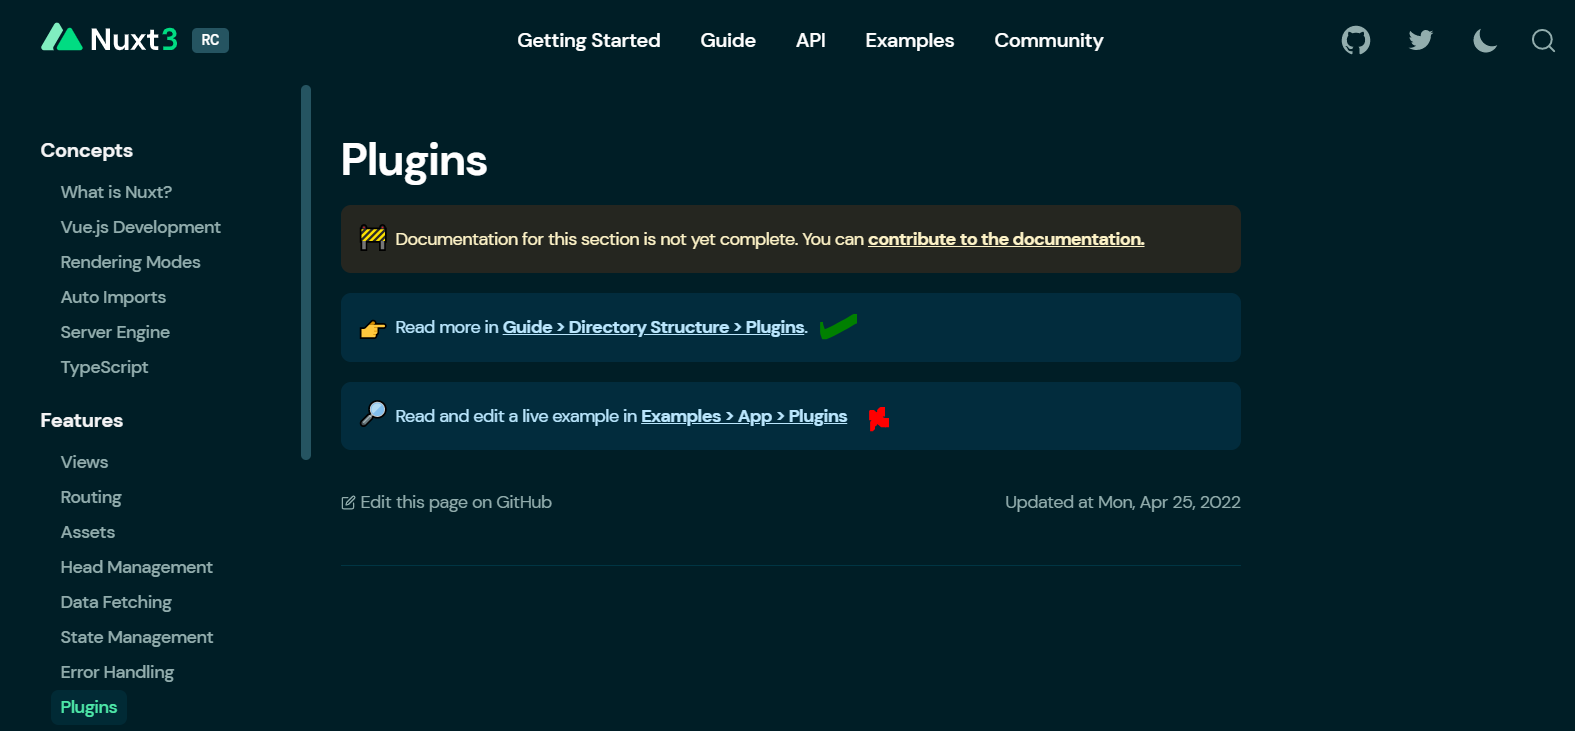 Nuxt3 RC
Getting Started Guide API Examples Community
Concepts
What is Nuxt?
Vue.js Development
Rendering Modes
Auto Imports
Server Engine
TypeScript
Features
Views
Routing
Assets
Head Management
Data Fetching
State Management
Error Handling
Plugins
Plugins
Documentation for this section is not yet complete. You can contribute to the documentation.
Read more in Guide > Directory Structure > Plugins.
Read and edit a live example in Examples > App > Plugins
Edit this page on GitHub
Updated at Mon, Apr 25, 2022